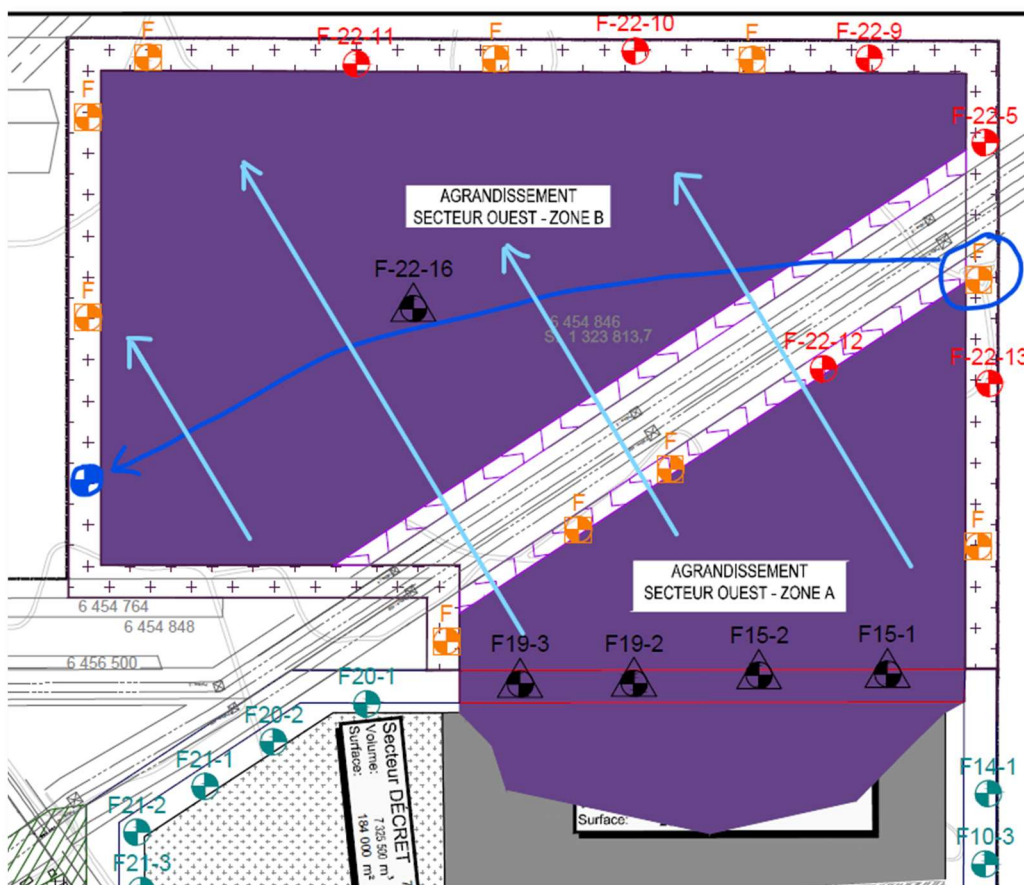 F
F-22-11
F
F-22-10
F
F-22-9
F
F-22-5
AGRANDISSEMENT
SECTEUR OUEST - ZONE B
F
F-22-16
F
6 454 846
S: 1 323 813,7
F-22-12
F-22-13
F
F
F
AGRANDISSEMENT
SECTEUR OUEST - ZONE A
6 454 764
6 454 848
F
6 456 500
F19-3
F19-2
F15-2
F15-1
F20-1
F20-2
F21-1
F21-2
F21-3
Secteur DÉCRET
Volume: 7 325 500 m³
Surface: 184 000 m²
Surface:
F14-1
F10-3